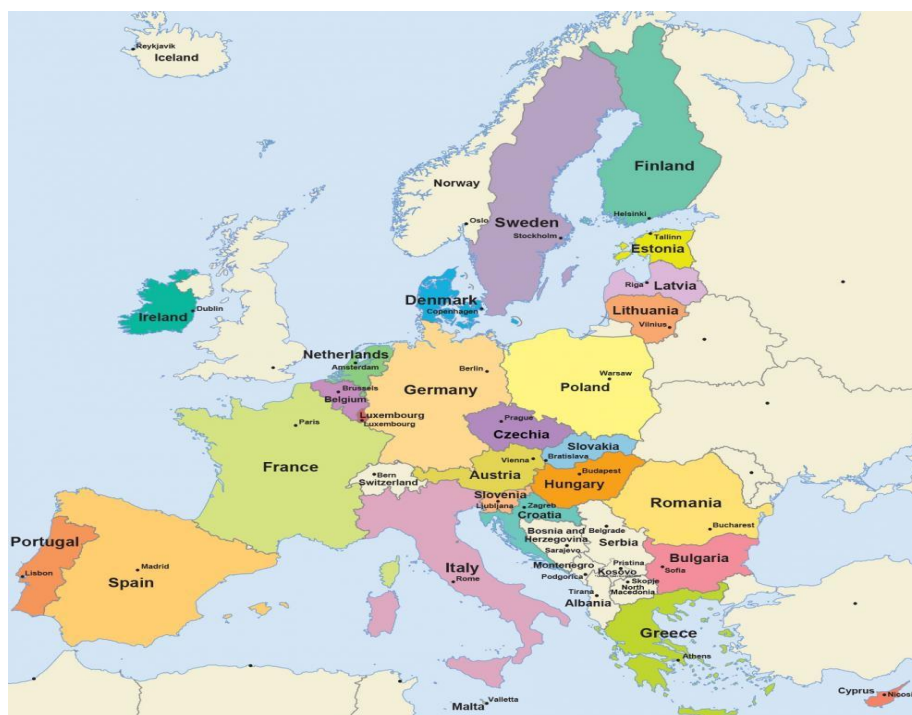 Reykjavik
Iceland
Norway
Oslo
Sweden
Stockholm
Finland
Helsinki
Tallinn
Estonia
Riga
Latvia
Lithuania
Vilnius
Denmark
Copenhagen
Dublin
Ireland
Netherlands
Amsterdam
Brussels
Belgium
Luxembourg
Luxembourg
Berlin
Germany
Warsaw
Poland
Prague
Czechia
Slovakia
Bratislava
Vienna
Austria
Budapest
Hungary
Paris
France
Bern
Switzerland
Slovenia
Ljubljana
Zagreb
Croatia
Romania
Bucharest
Bosnia and
Herzegovina
Sarajevo
Belgrade
Serbia
Montenegro
Podgorica
Pristina
Kosovo
Bulgaria
Sofia
Skopje
North
Macedonia
Tirana
Albania
Italy
Rome
Portugal
Lisbon
Madrid
Spain
Greece
Athens
Valletta
Malta
Cyprus
Nicosi